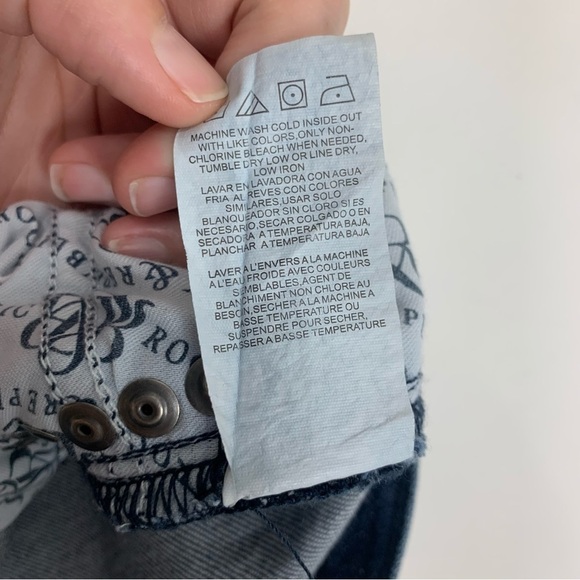 MACHINE WASH COLD INSIDE OUT
WITH LIKE COLORS,ONLY NON-
CHLORINE BLEACH WHEN NEEDED,
TUMBLE DRY LOW OR LINE DRY,
LOW IRON
LAVAR EN LAVADORA CON AGUA
FRIA AL REVES CON COLORES
SIMILARES,USAR SOLO
BLANQUEADOR SIN CLORO SI ES
NECESARIO,SECAR COLGADO O EN
SECADORA A TEMPERATURA BAJA,
PLANCHAR A TEMPERATURA BAJA
LAVER A L'ENVERS A LA MACHINE
A L'EAU FROIDE AVEC COULEURS
SEMBLABLES,AGENT DE
BLANCHIMENT NON CHLORE AU
BESOIN,SECHER A LA MACHINE A
BASSE TEMPERATURE OU
SUSPENDRE POUR SECHER,
REPASSER A BASSE TEMPERATURE
& REP
ROC
REP